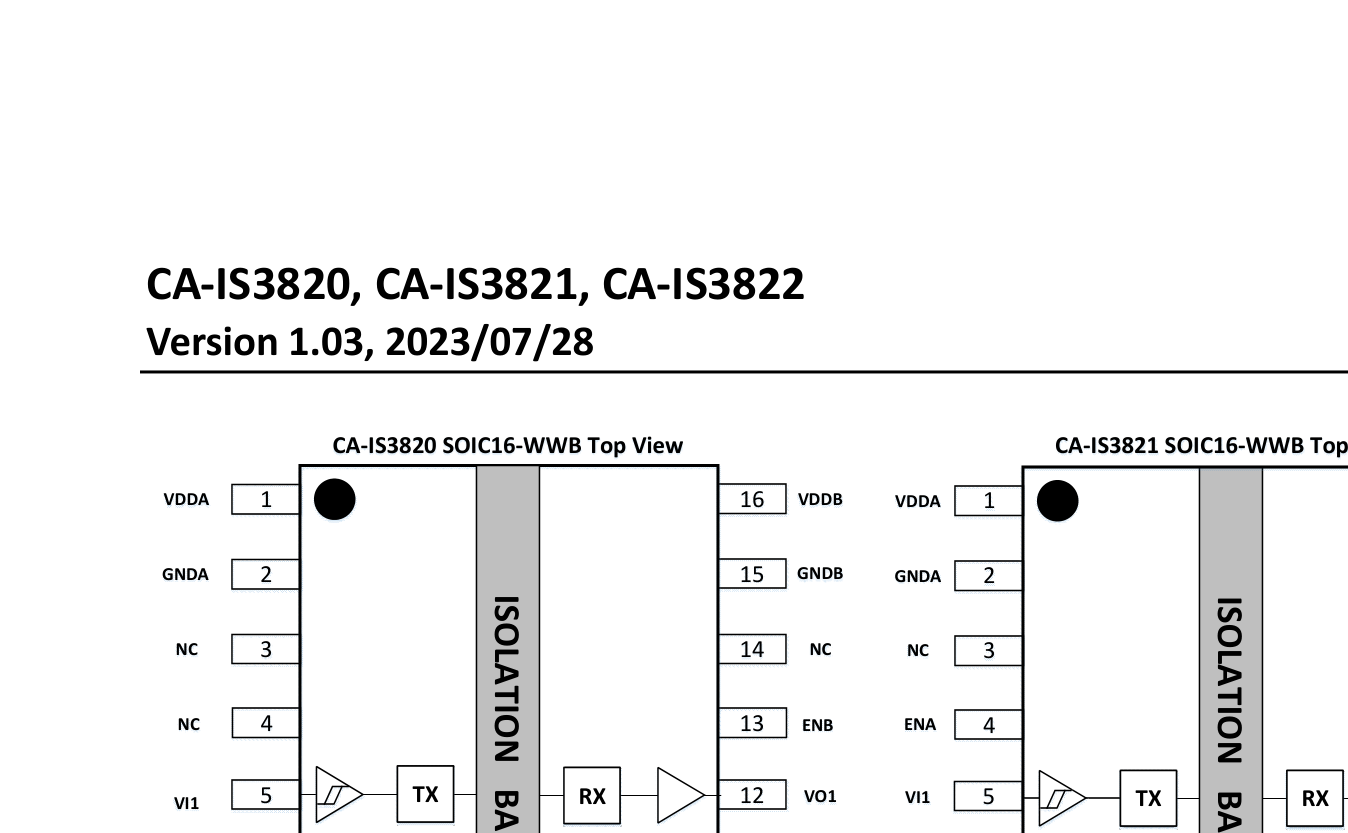 CA-IS3820, CA-IS3821, CA-IS3822
Version 1.03, 2023/07/28
CA-IS3820 SOIC16-WWB Top View
VDDA 1 16 VDDB
GNDA 2 15 GNDB
NC 3 14 NC
NC 4 13 ENB
VI1 5 TX RX 12 VO1
ISOLATION BA
CA-IS3821 SOIC16-WWB Top
VDDA 1
GNDA 2
NC 3
ENA 4
VI1 5 TX RX
ISOLATION BA